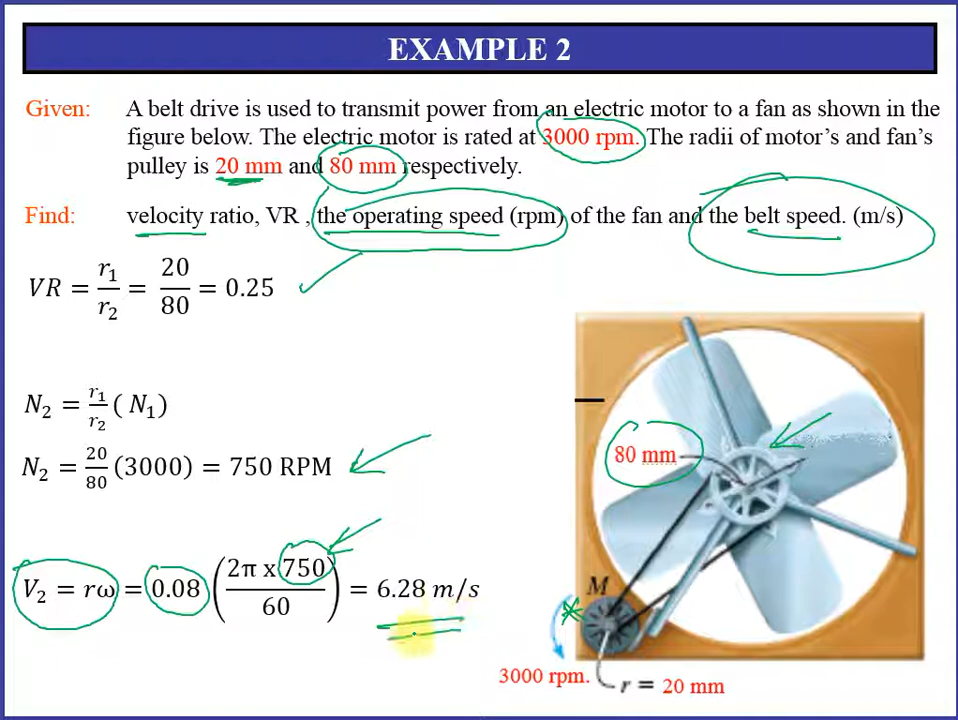 EXAMPLE 2
Given: A belt drive is used to transmit power from an electric motor to a fan as shown in the
figure below. The electric motor is rated at 3000 rpm. The radii of motor's and fan's
pulley is 20 mm and 80 mm respectively.
Find: velocity ratio, VR , the operating speed (rpm) of the fan and the belt speed. (m/s)
VR = r₁/r₂ = 20/80 = 0.25
N₂ = r₁/r₂ ( N₁)
80 mm
N₂ = 20/80 (3000) = 750 RPM
V₂ = rω = 0.08 (2π x 750/60) = 6.28 m/s
M
3000 rpm.
r = 20 mm